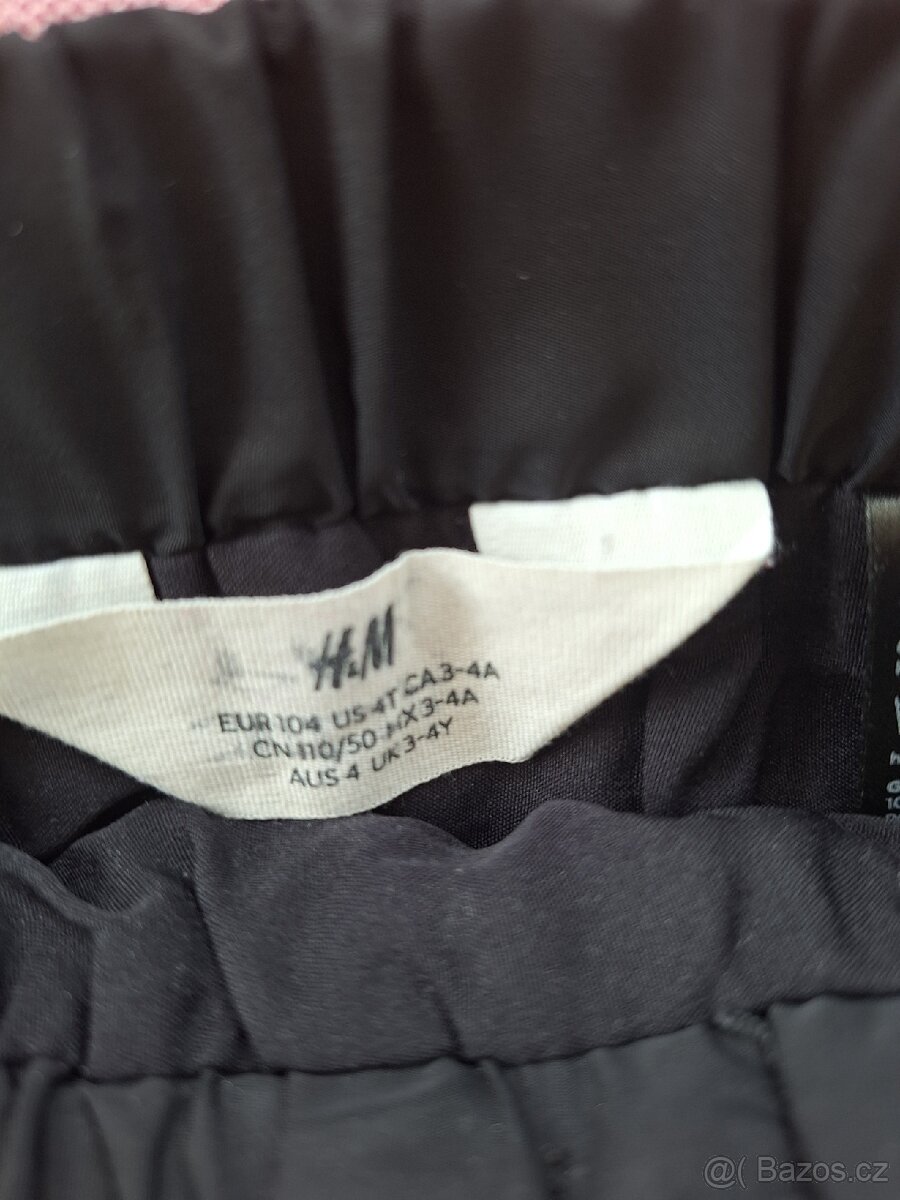 H&M
EUR 104 US 4T CA 3-4A
CN 110/50 MX 3-4A
AUS 4 UK 3-4Y
@( Bazos.cz